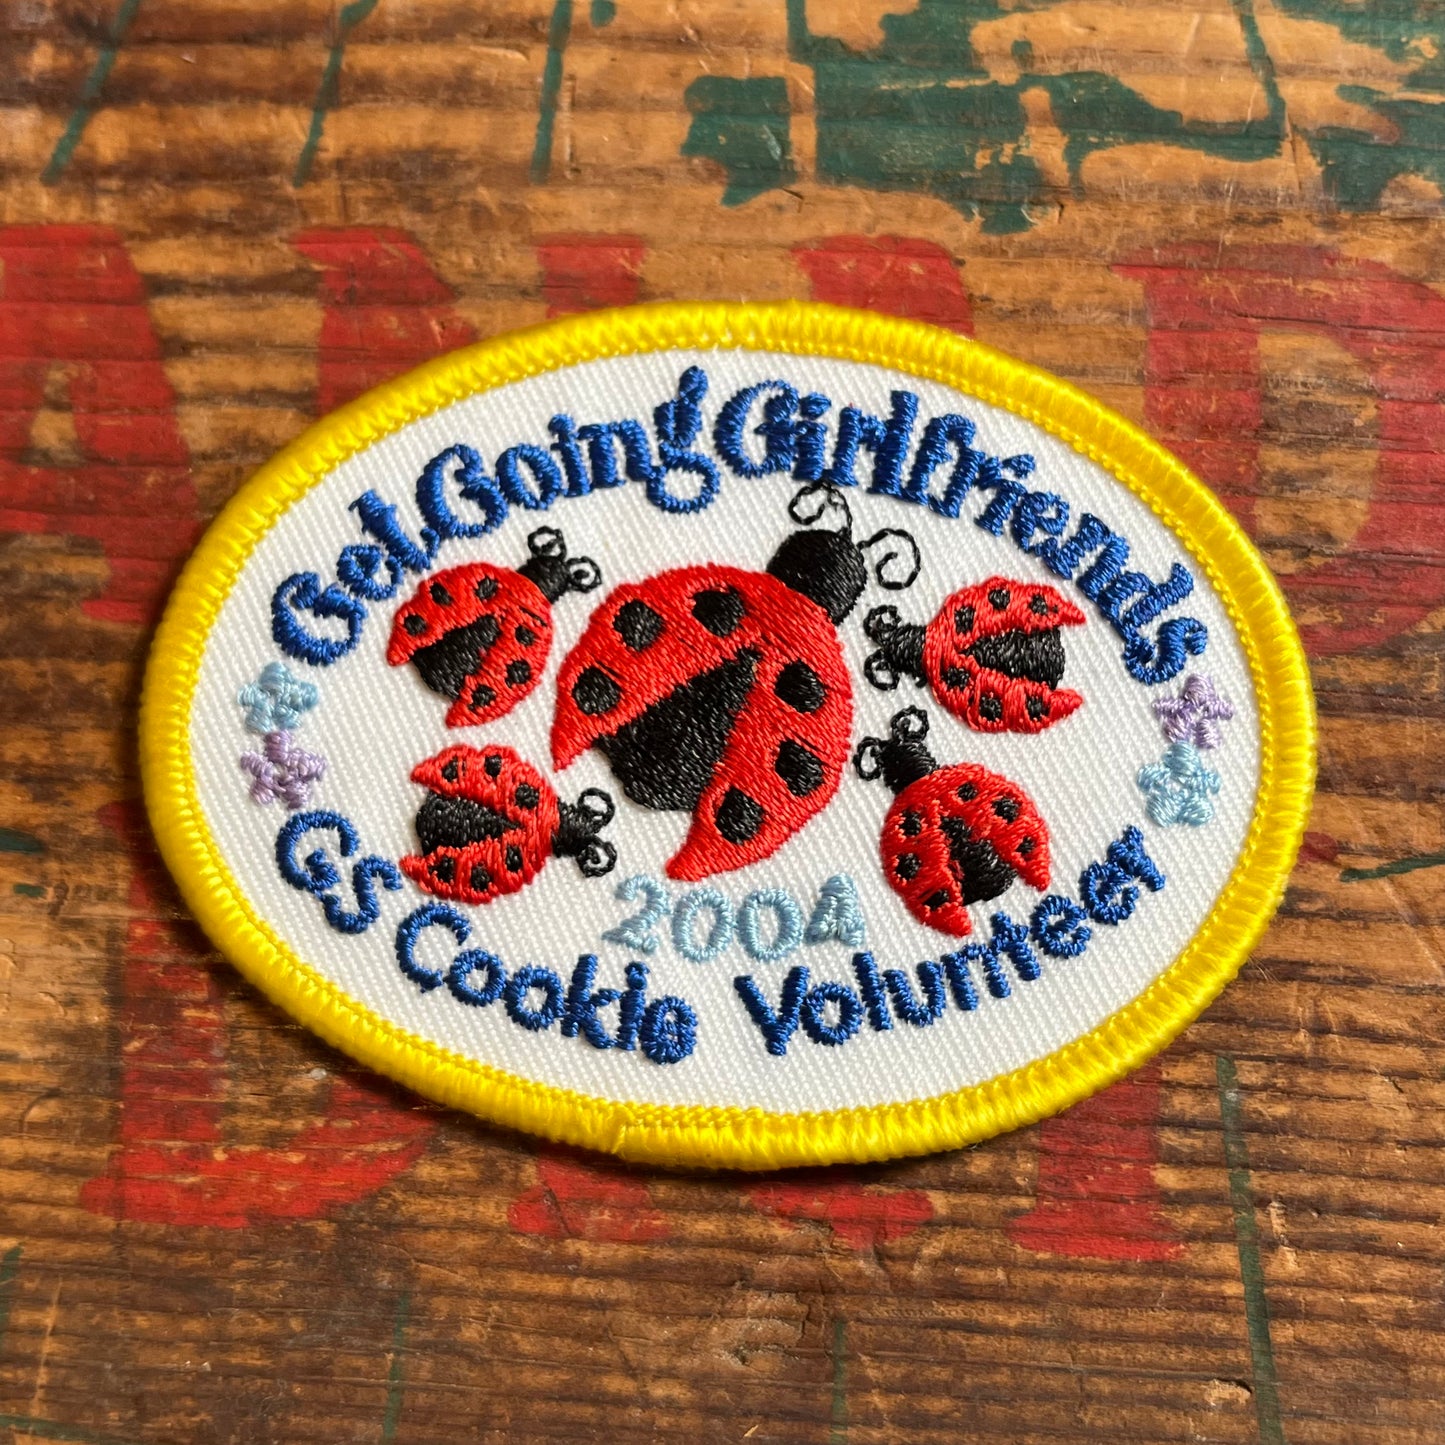 Get Going Girlfriends
2004
GS Cookie Volunteer